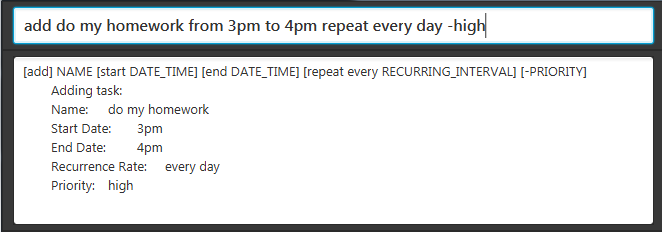 add do my homework from 3pm to 4pm repeat every day -high
[add] NAME [start DATE_TIME] [end DATE_TIME] [repeat every RECURRING_INTERVAL] [-PRIORITY]
Adding task:
Name: do my homework
Start Date: 3pm
End Date: 4pm
Recurrence Rate: every day
Priority: high